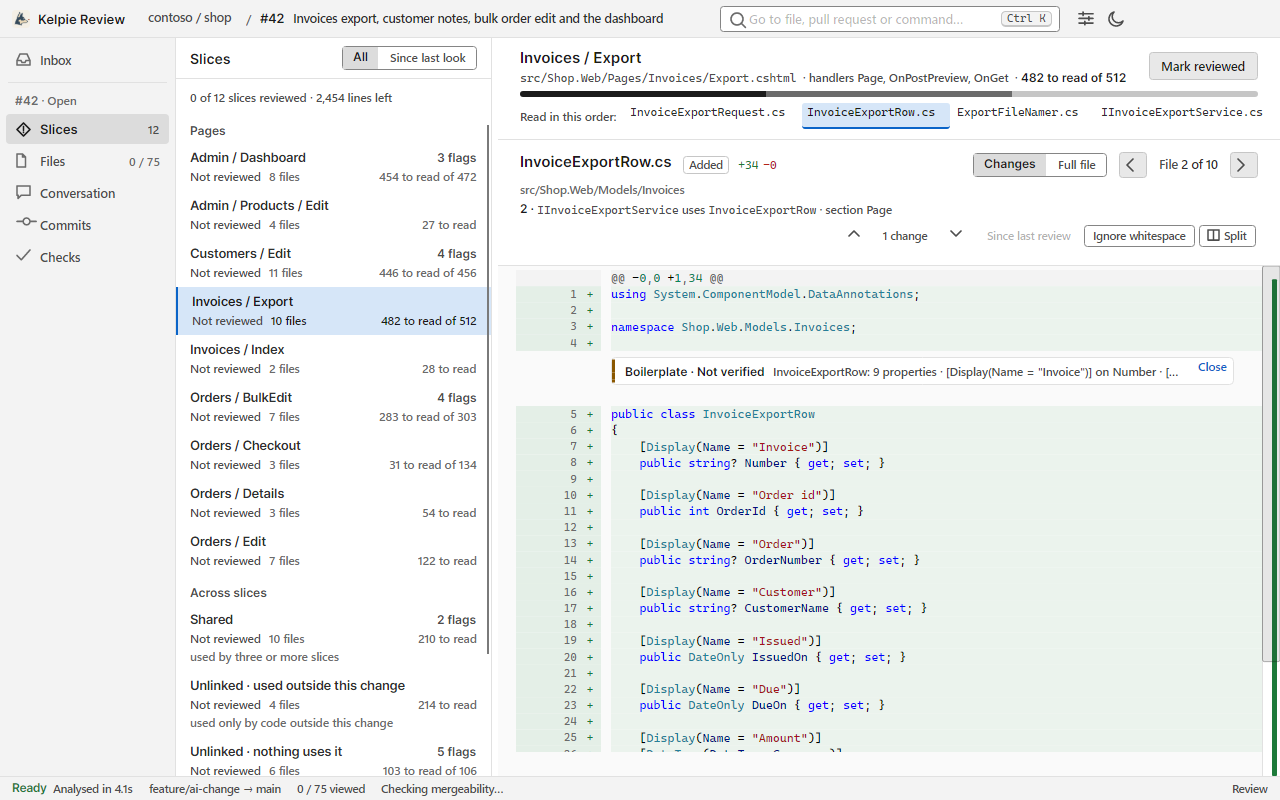 Kelpie Review
contoso / shop / #42 Invoices export, customer notes, bulk order edit and the dashboard
Go to file, pull request or command... Ctrl K
Inbox
#42 · Open
Slices 12
Files 0 / 75
Conversation
Commits
Checks
Slices
All Since last look
0 of 12 slices reviewed · 2,454 lines left
Pages
Admin / Dashboard 3 flags
Not reviewed 8 files 454 to read of 472
Admin / Products / Edit
Not reviewed 4 files 27 to read
Customers / Edit 4 flags
Not reviewed 11 files 446 to read of 456
Invoices / Export
Not reviewed 10 files 482 to read of 512
Invoices / Index
Not reviewed 2 files 28 to read
Orders / BulkEdit 4 flags
Not reviewed 7 files 283 to read of 303
Orders / Checkout
Not reviewed 3 files 31 to read of 134
Orders / Details
Not reviewed 3 files 54 to read
Orders / Edit
Not reviewed 7 files 122 to read
Across slices
Shared 2 flags
Not reviewed 10 files 210 to read
used by three or more slices
Unlinked · used outside this change
Not reviewed 4 files 214 to read
used only by code outside this change
Unlinked · nothing uses it 5 flags
Not reviewed 6 files 103 to read of 106
Invoices / Export
src/Shop.Web/Pages/Invoices/Export.cshtml · handlers Page, OnPostPreview, OnGet · 482 to read of 512
Mark reviewed
Read in this order: InvoiceExportRequest.cs InvoiceExportRow.cs ExportFileNamer.cs IInvoiceExportService.cs
InvoiceExportRow.cs Added +34 −0
Changes Full file
File 2 of 10
src/Shop.Web/Models/Invoices
2 · IInvoiceExportService uses InvoiceExportRow · section Page
1 change Since last review Ignore whitespace Split
@@ −0,0 +1,34 @@
1 + using System.ComponentModel.DataAnnotations;
2 +
3 + namespace Shop.Web.Models.Invoices;
4 +
Boilerplate · Not verified InvoiceExportRow: 9 properties · [Display(Name = "Invoice")] on Number · [... Close
5 + public class InvoiceExportRow
6 + {
7 + [Display(Name = "Invoice")]
8 + public string? Number { get; set; }
9 +
10 + [Display(Name = "Order id")]
11 + public int OrderId { get; set; }
12 +
13 + [Display(Name = "Order")]
14 + public string? OrderNumber { get; set; }
15 +
16 + [Display(Name = "Customer")]
17 + public string? CustomerName { get; set; }
18 +
19 + [Display(Name = "Issued")]
20 + public DateOnly IssuedOn { get; set; }
21 +
22 + [Display(Name = "Due")]
23 + public DateOnly DueOn { get; set; }
24 +
25 + [Display(Name = "Amount")]
Ready Analysed in 4.1s feature/ai-change → main 0 / 75 viewed Checking mergeability... Review